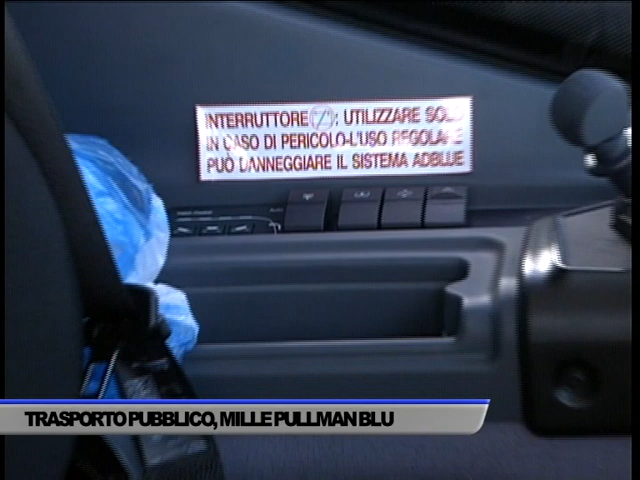 INTERRUTTORE : UTILIZZARE SOLO
IN CASO DI PERICOLO-L'USO REGOLARE
PUÒ DANNEGGIARE IL SISTEMA ADBLUE
TRASPORTO PUBBLICO, MILLE PULLMAN BLU